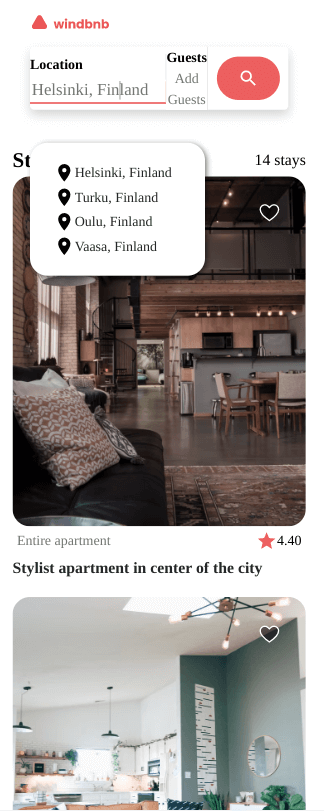 windbnb
Location
Helsinki, Finland
Guests
Add
Guests
St
14 stays
Helsinki, Finland
Turku, Finland
Oulu, Finland
Vaasa, Finland
Entire apartment
4.40
Stylist apartment in center of the city